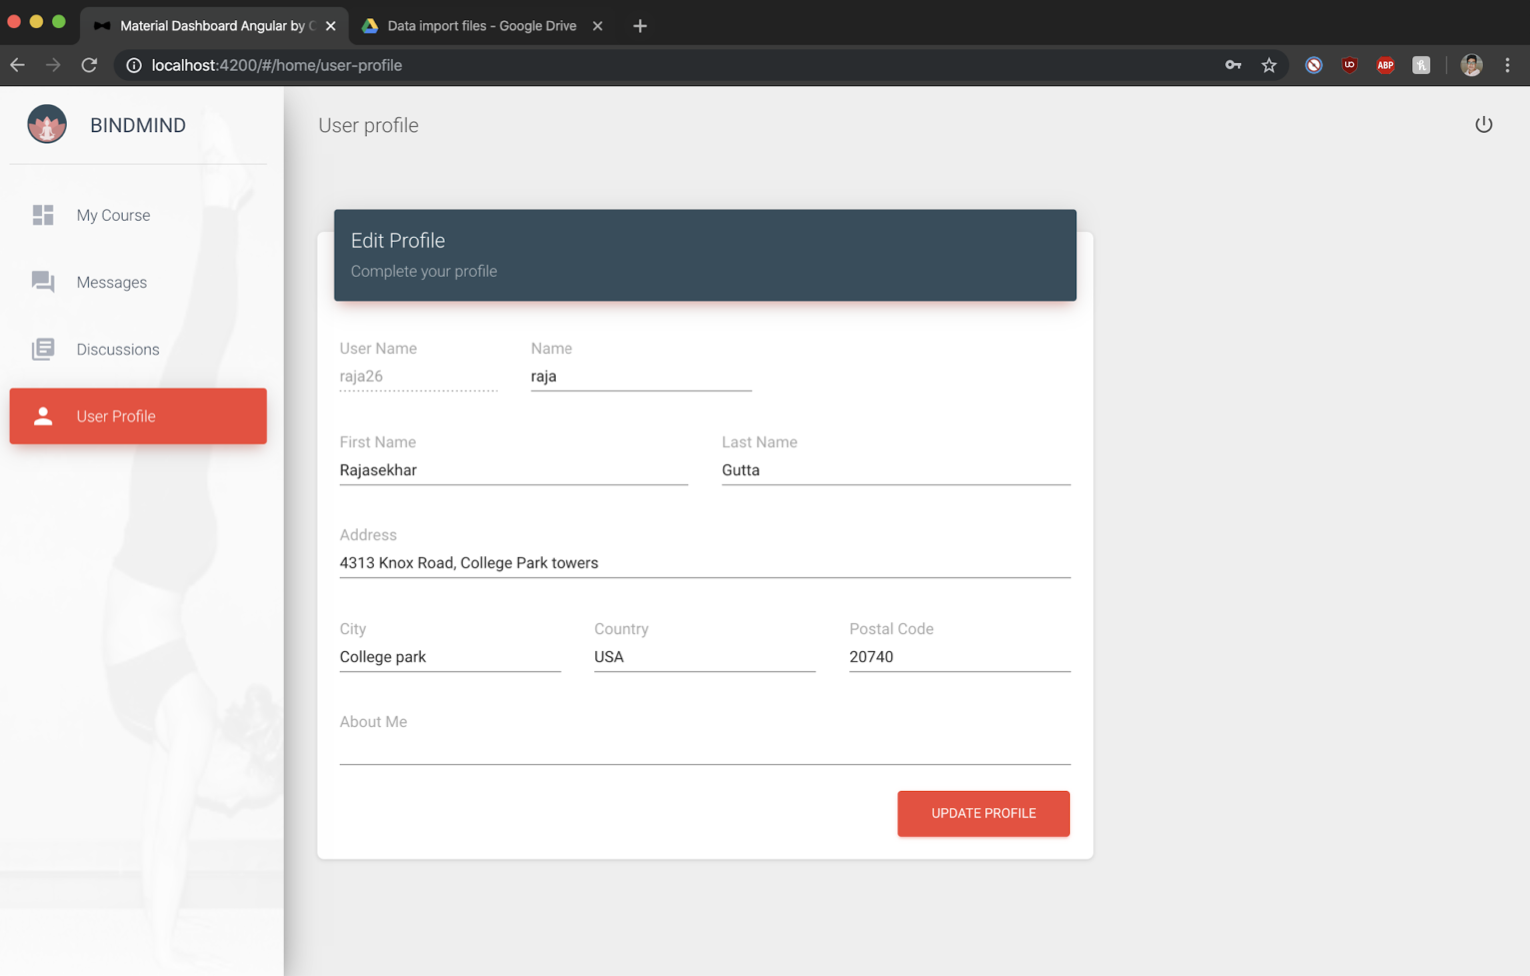 Material Dashboard Angular by
Data import files - Google Drive
localhost:4200/#/home/user-profile
UD
ABP
BINDMIND
User profile
My Course
Messages
Discussions
User Profile
Edit Profile
Complete your profile
User Name
Name
raja26
raja
First Name
Last Name
Rajasekhar
Gutta
Address
4313 Knox Road, College Park towers
City
Country
Postal Code
College park
USA
20740
About Me
UPDATE PROFILE